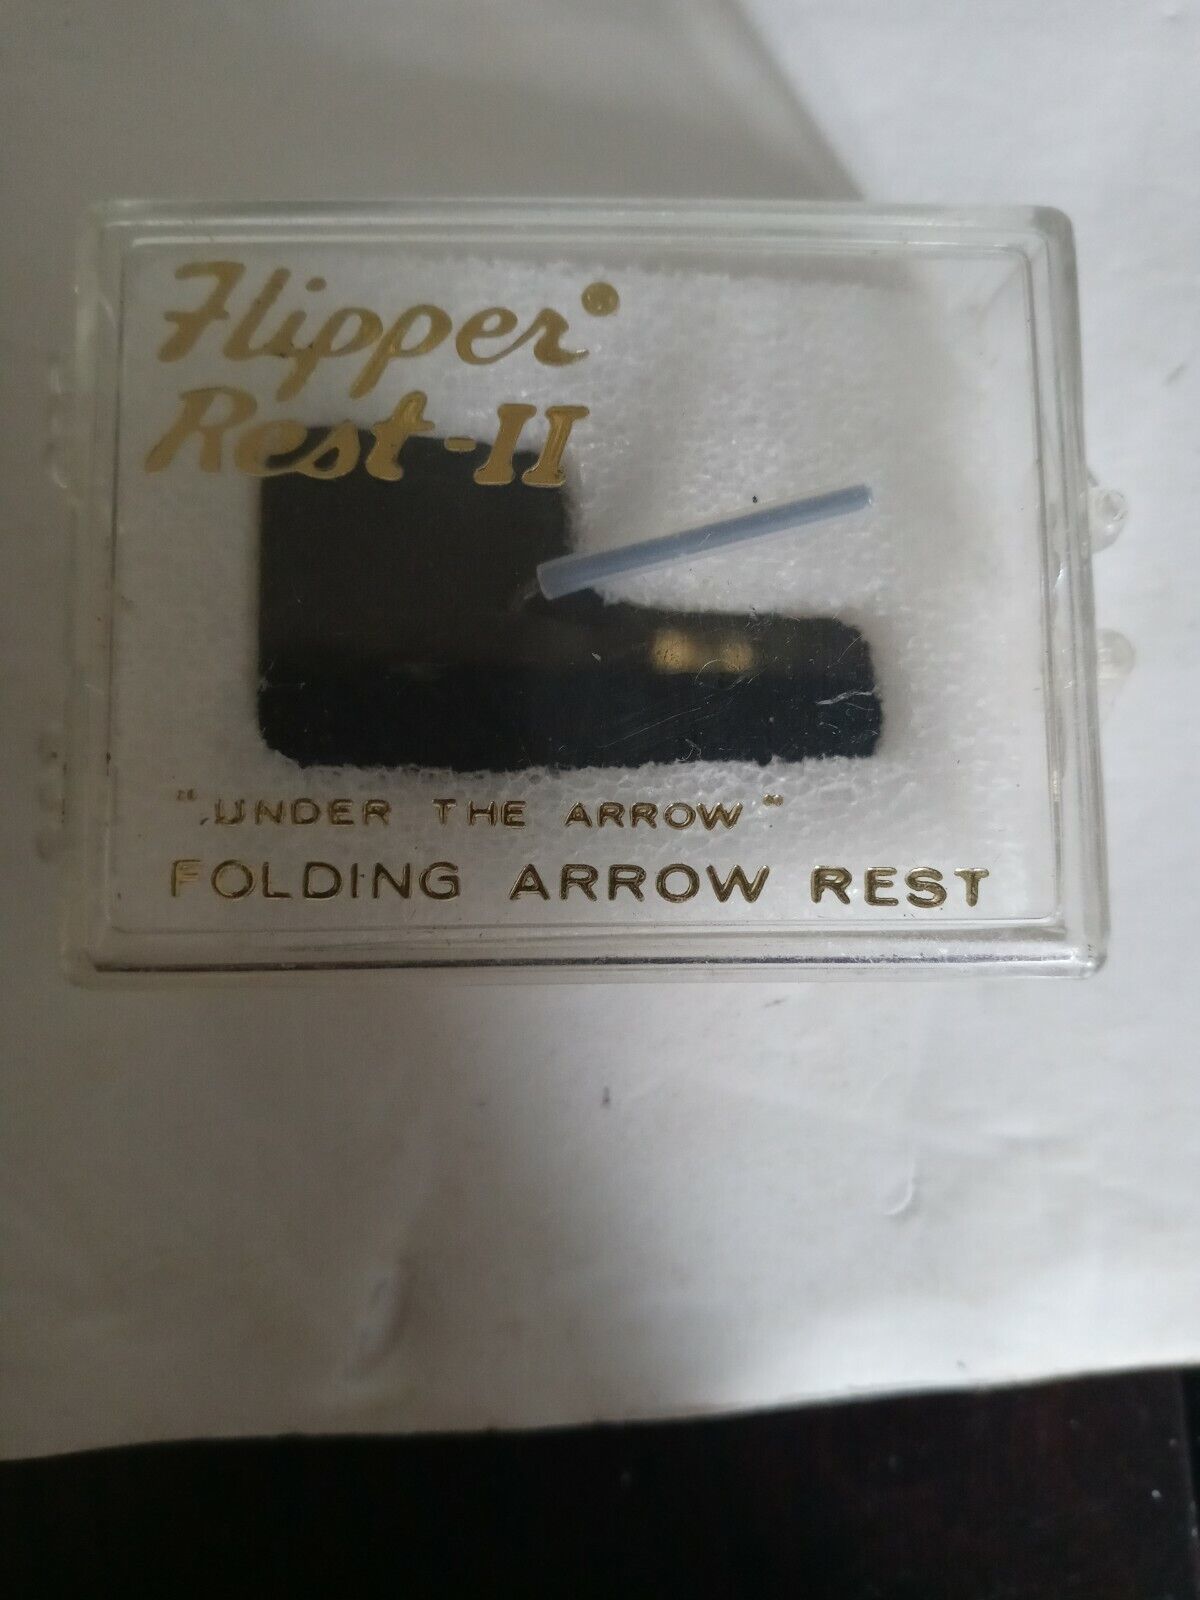 Flipper®
Rest-II
"UNDER THE ARROW"
FOLDING ARROW REST